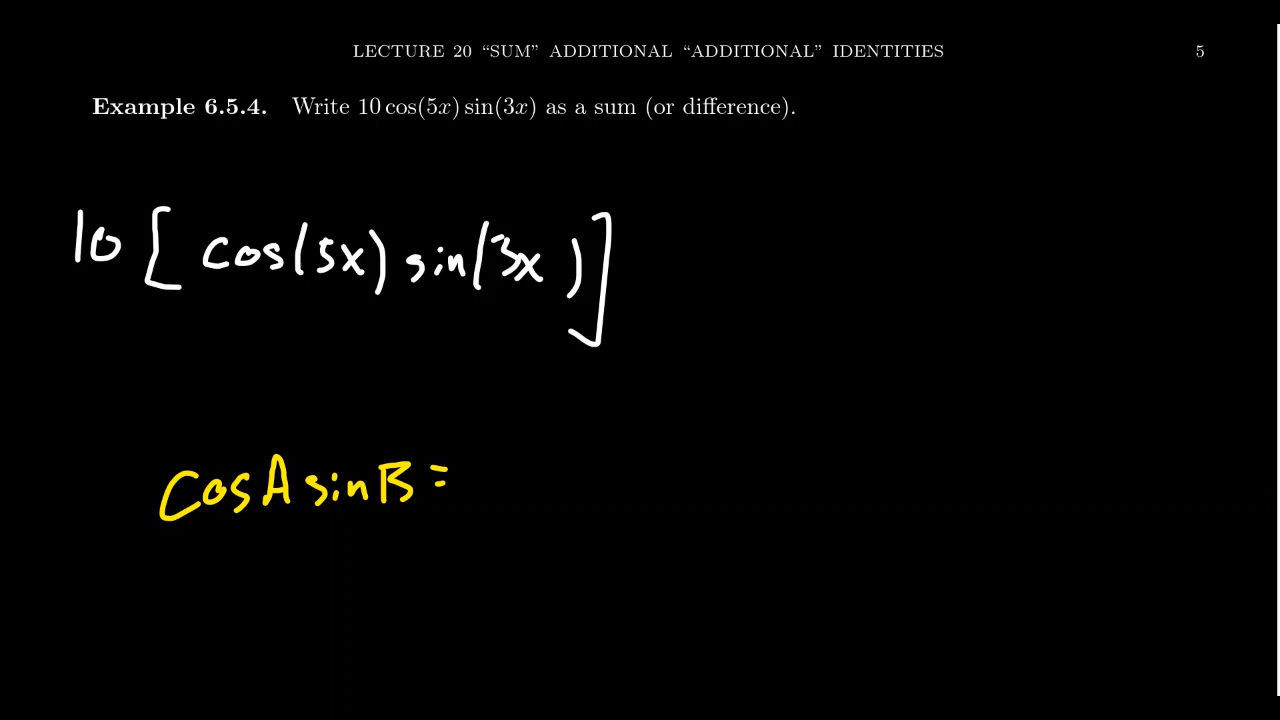 LECTURE 20 “SUM” ADDITIONAL “ADDITIONAL” IDENTITIES 5
Example 6.5.4. Write 10 cos(5x) sin(3x) as a sum (or difference).
10 [ cos(5x) sin(3x ) ]
cosA sinB =